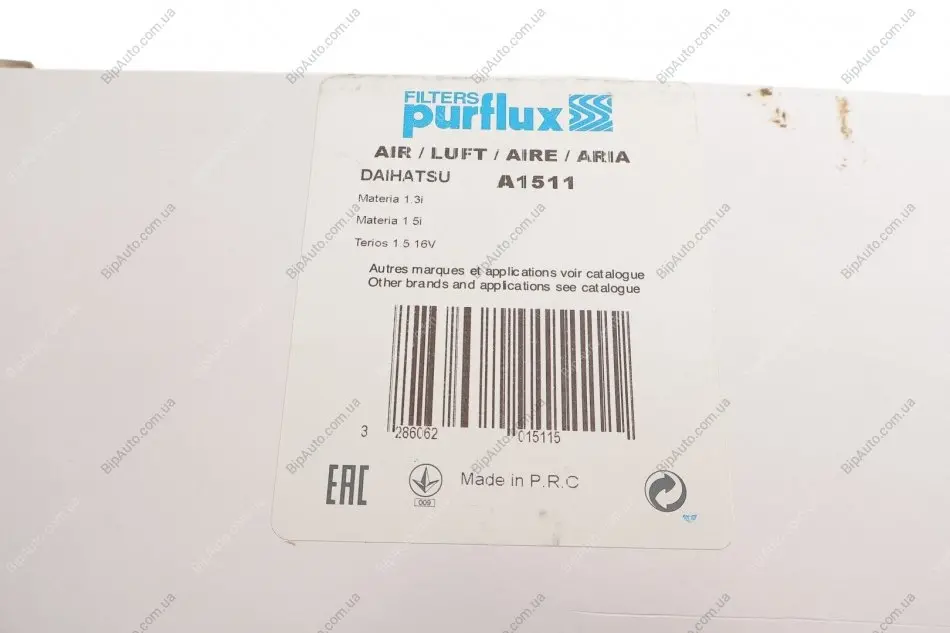 FILTERS
purflux
AIR / LUFT / AIRE / ARIA
DAIHATSU A1511
Materia 1.3i
Materia 1.5i
Terios 1.5 16V
Autres marques et applications voir catalogue
Other brands and applications see catalogue
3 286062 015115
EAC
009
Made in P.R.C
BipAuto.com.ua